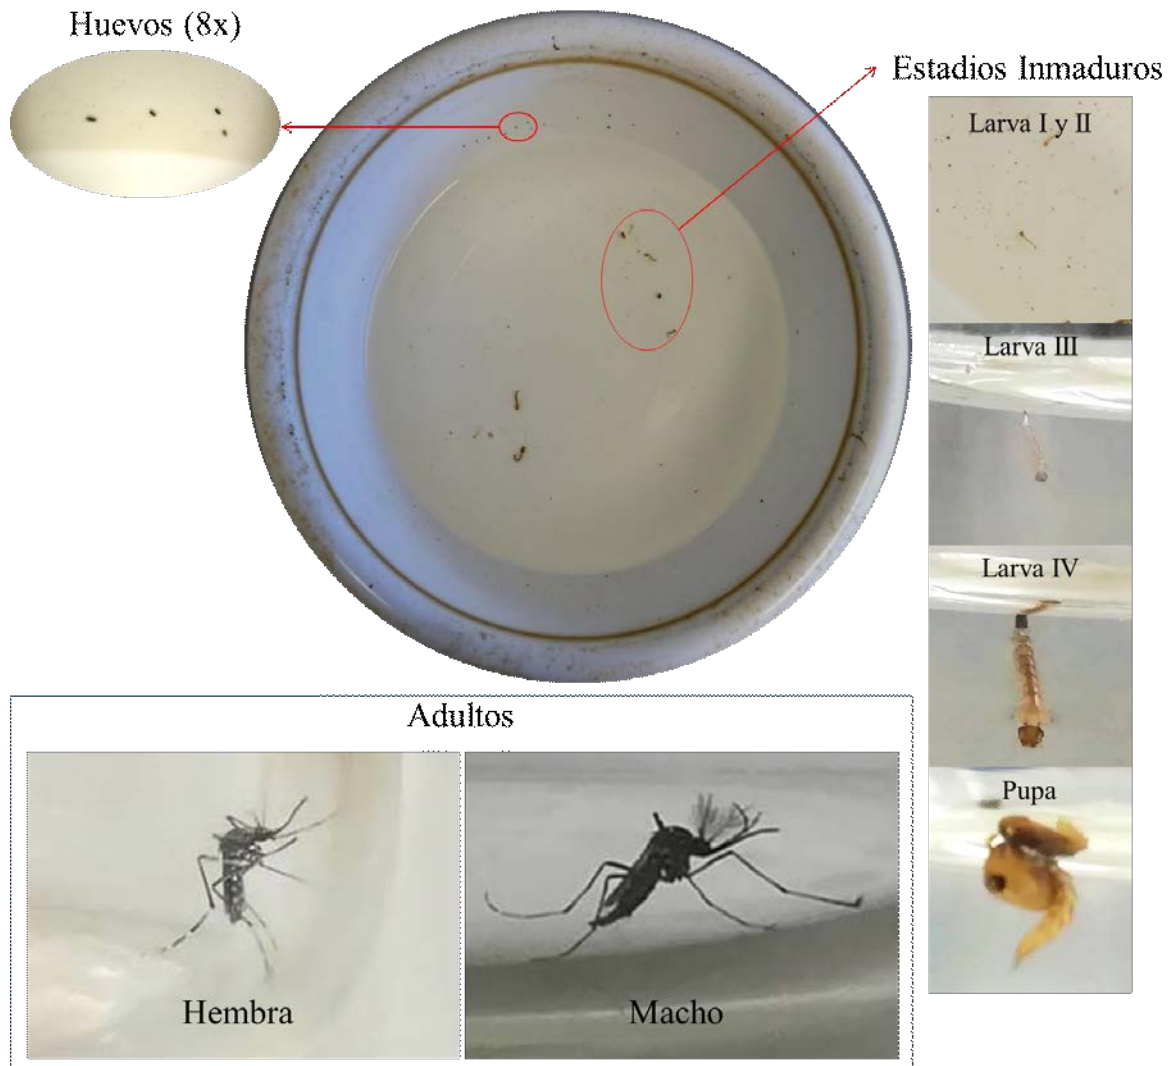 Huevos (8x)
Estadios Inmaduros
Larva I y II
Larva III
Larva IV
Pupa
Adultos
Hembra
Macho